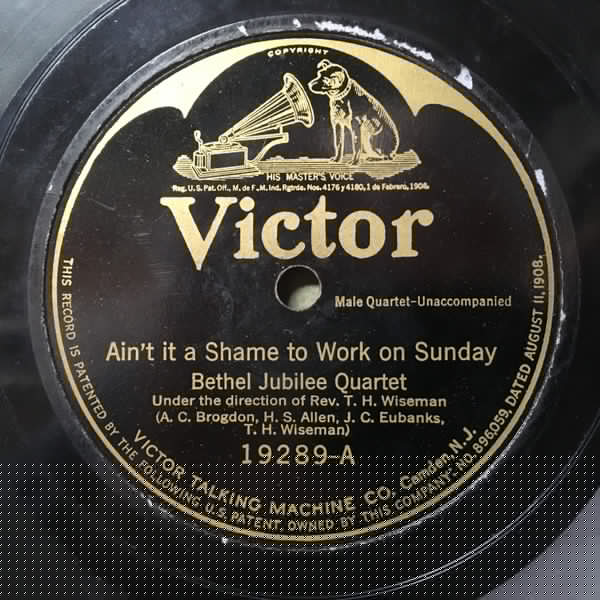 COPYRIGHT
HIS MASTER'S VOICE
Reg. U.S. Pat. Off., M. de F. M. Ind. Rgtrda. Nos. 4176 y 4180, 1 de Febrero, 1908.
Victor
Male Quartet-Unaccompanied
Ain't it a Shame to Work on Sunday
Bethel Jubilee Quartet
Under the direction of Rev. T. H. Wiseman
(A. C. Brogdon, H. S. Allen, J. C. Eubanks,
T. H. Wiseman)
19289-A
VICTOR TALKING MACHINE CO. Camden, N.J.
THIS RECORD IS PATENTED BY THE FOLLOWING U.S. PATENT, OWNED BY THIS COMPANY: NO. 896,059, DATED AUGUST 11, 1908.